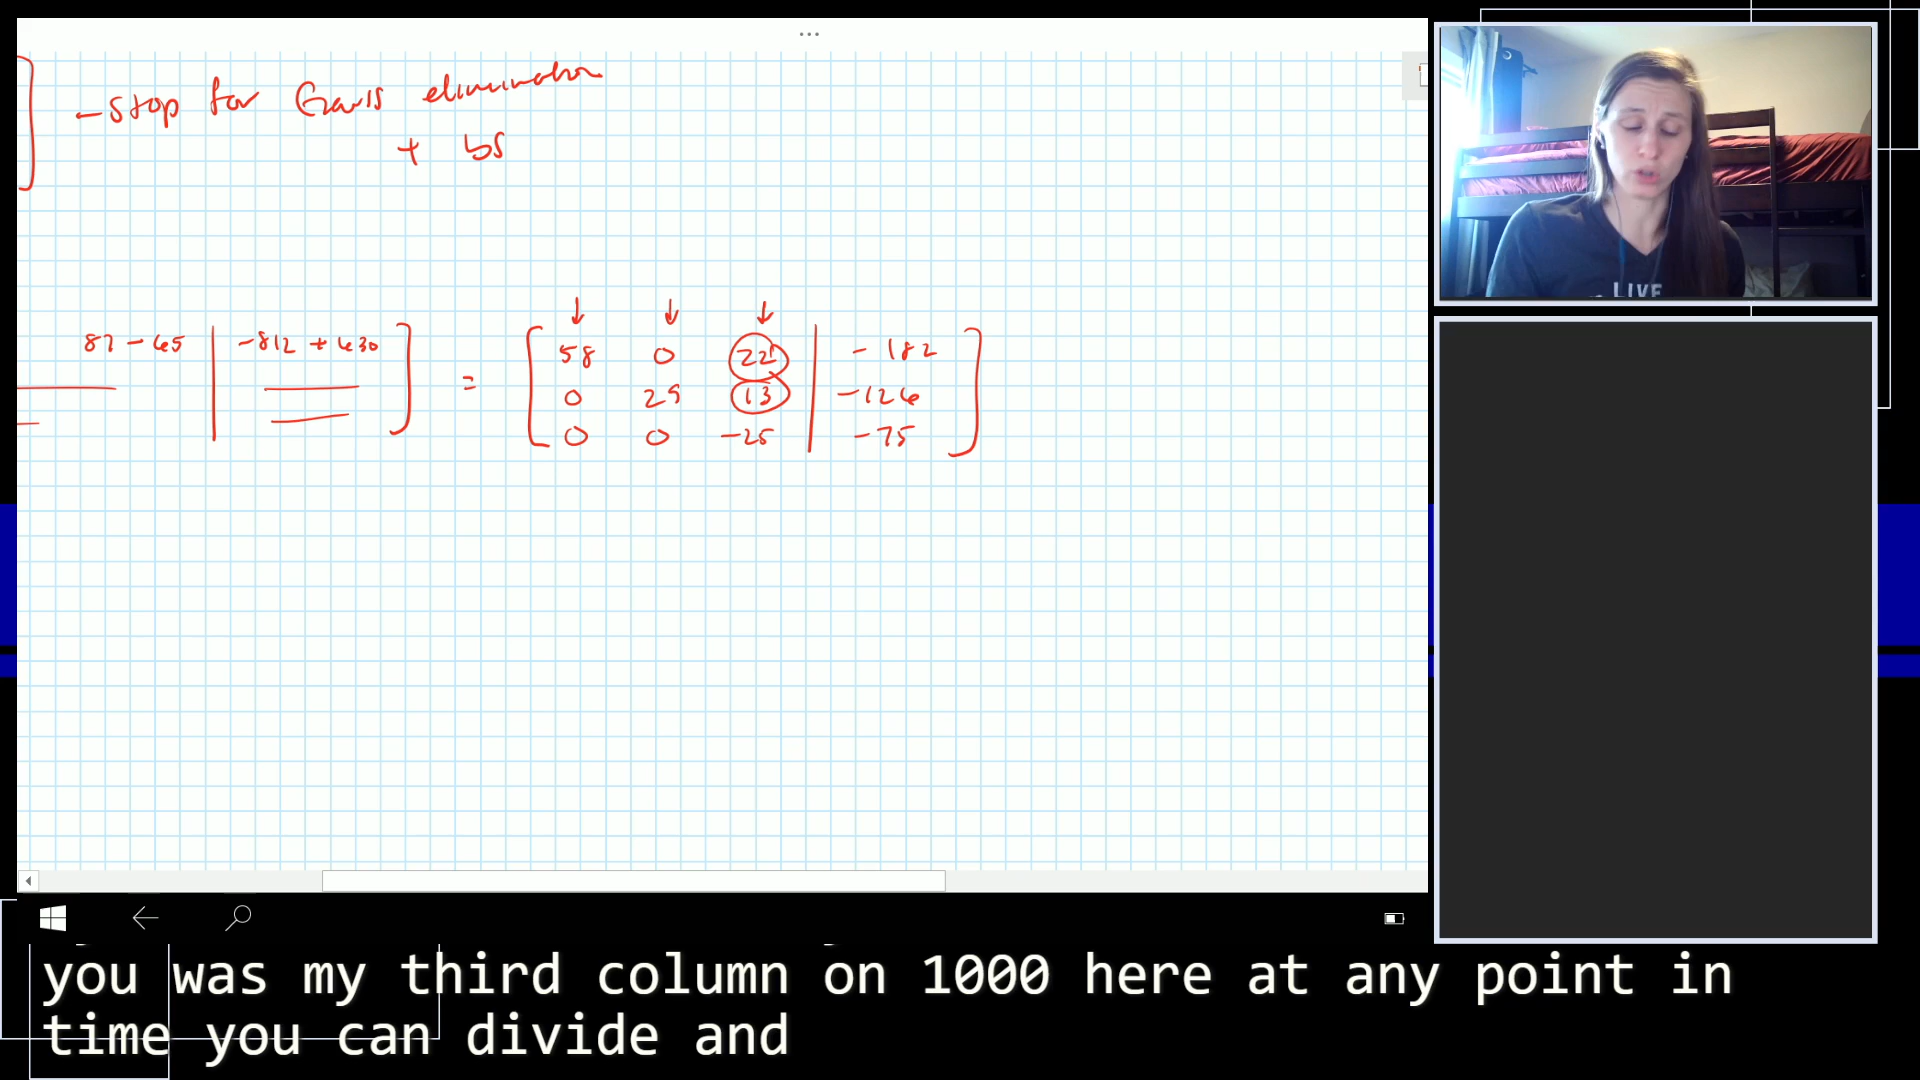 ...
-Stop for Gauss elimination
+ bs
87 - 65 | -812 + 630 ] = [ 58 0 22 | -182
0 29 13 | -126
0 0 -25 | -75 ]
LIVE
you was my third column on 1000 here at any point in
time you can divide and